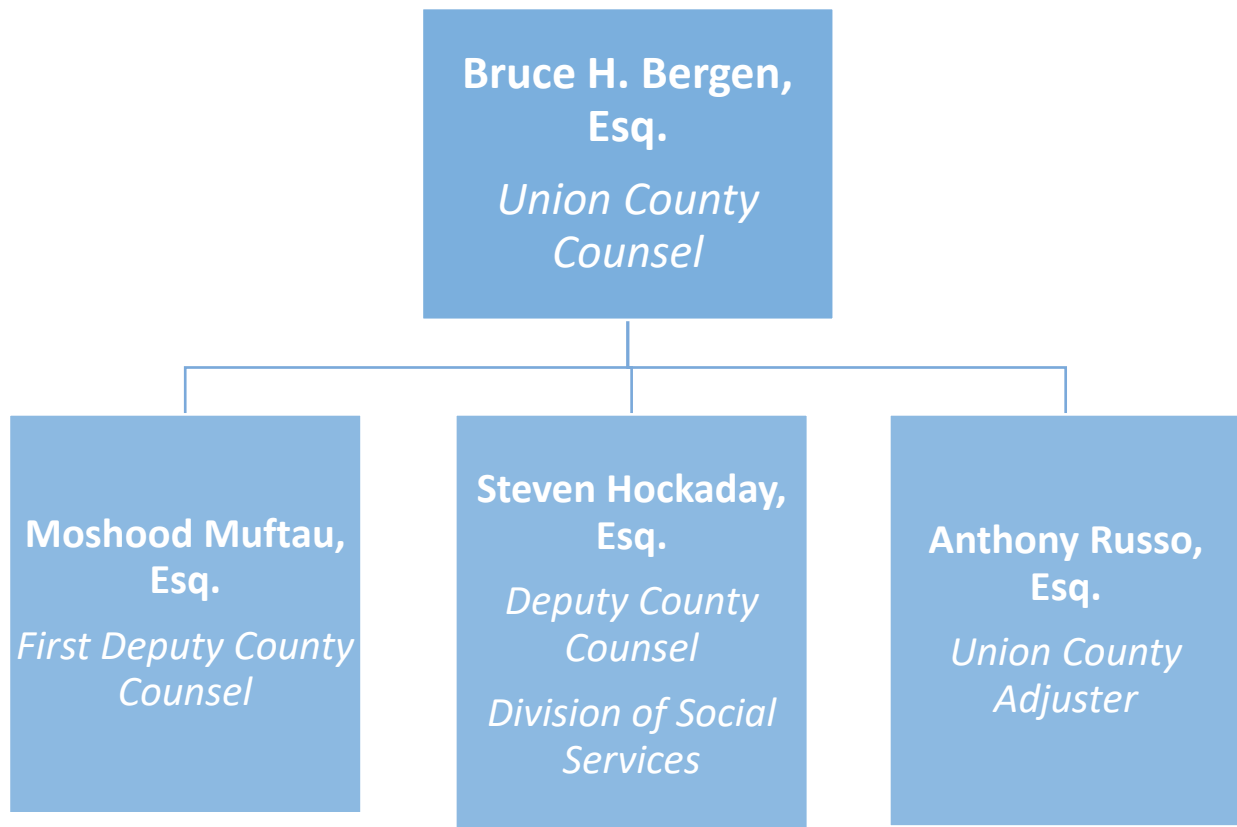 Bruce H. Bergen,
Esq.
Union County
Counsel
Moshood Muftau,
Esq.
First Deputy County
Counsel
Steven Hockaday,
Esq.
Deputy County
Counsel
Division of Social
Services
Anthony Russo,
Esq.
Union County
Adjuster